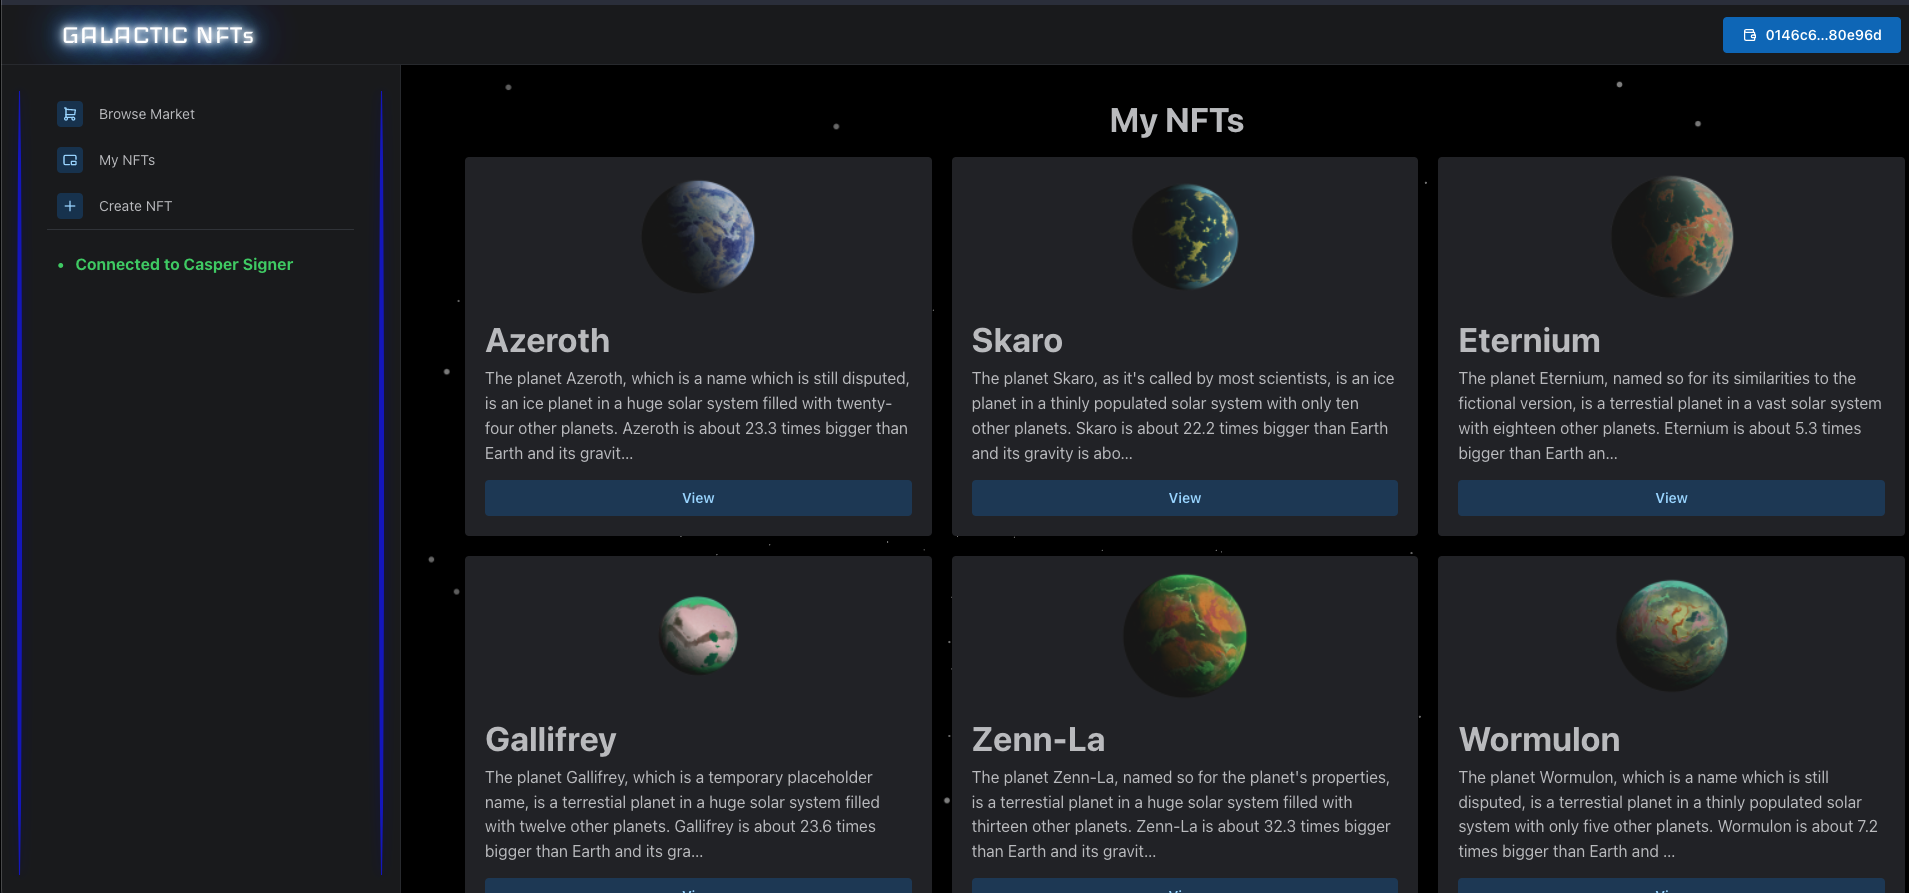 GALACTIC NFTs
0146c6...80e96d
Browse Market
My NFTs
Create NFT
• Connected to Casper Signer
My NFTs
Azeroth
The planet Azeroth, which is a name which is still disputed,
is an ice planet in a huge solar system filled with twenty-
four other planets. Azeroth is about 23.3 times bigger than
Earth and its gravit...
View
Skaro
The planet Skaro, as it's called by most scientists, is an ice
planet in a thinly populated solar system with only ten
other planets. Skaro is about 22.2 times bigger than Earth
and its gravity is abo...
View
Eternium
The planet Eternium, named so for its similarities to the
fictional version, is a terrestial planet in a vast solar system
with eighteen other planets. Eternium is about 5.3 times
bigger than Earth an...
View
Gallifrey
The planet Gallifrey, which is a temporary placeholder
name, is a terrestial planet in a huge solar system filled
with twelve other planets. Gallifrey is about 23.6 times
bigger than Earth and its gra...
Zenn-La
The planet Zenn-La, named so for the planet's properties,
is a terrestial planet in a huge solar system filled with
thirteen other planets. Zenn-La is about 32.3 times bigger
than Earth and its gravit...
Wormulon
The planet Wormulon, which is a name which is still
disputed, is a terrestial planet in a thinly populated solar
system with only five other planets. Wormulon is about 7.2
times bigger than Earth and ...